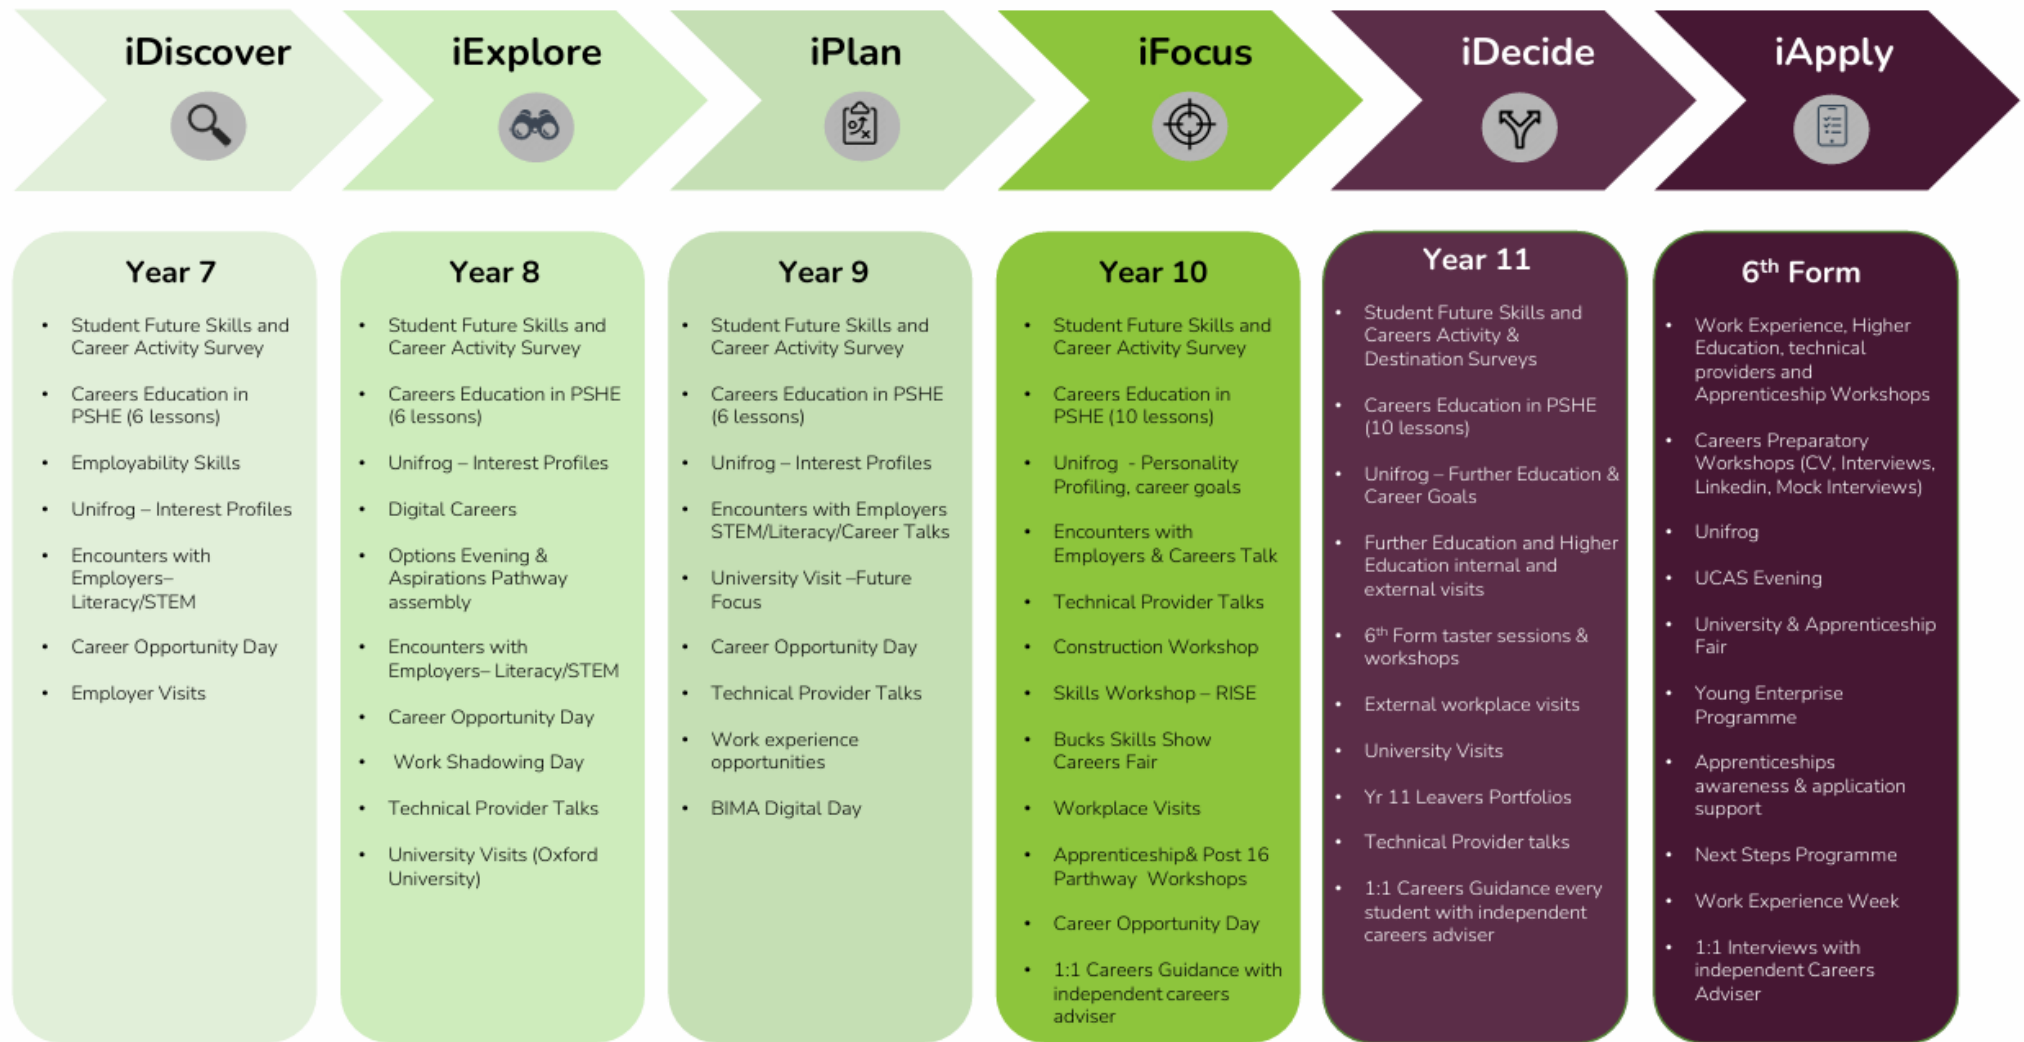 iDiscover
iExplore
iPlan
iFocus
iDecide
iApply
Year 7
• Student Future Skills and
Career Activity Survey
• Careers Education in
PSHE (6 lessons)
• Employability Skills
• Unifrog – Interest Profiles
• Encounters with
Employers–
Literacy/STEM
• Career Opportunity Day
• Employer Visits
Year 8
• Student Future Skills and
Career Activity Survey
• Careers Education in PSHE
(6 lessons)
• Unifrog – Interest Profiles
• Digital Careers
• Options Evening &
Aspirations Pathway
assembly
• Encounters with
Employers– Literacy/STEM
• Career Opportunity Day
• Work Shadowing Day
• Technical Provider Talks
• University Visits (Oxford
University)
Year 9
• Student Future Skills and
Career Activity Survey
• Careers Education in PSHE
(6 lessons)
• Unifrog – Interest Profiles
• Encounters with Employers
STEM/Literacy/Career Talks
• University Visit –Future
Focus
• Career Opportunity Day
• Technical Provider Talks
• Work experience
opportunities
• BIMA Digital Day
Year 10
• Student Future Skills and
Career Activity Survey
• Careers Education in
PSHE (10 lessons)
• Unifrog - Personality
Profiling, career goals
• Encounters with
Employers & Careers Talk
• Technical Provider Talks
• Construction Workshop
• Skills Workshop – RISE
• Bucks Skills Show
Careers Fair
• Workplace Visits
• Apprenticeship& Post 16
Parthway Workshops
• Career Opportunity Day
• 1:1 Careers Guidance with
independent careers
adviser
Year 11
• Student Future Skills and
Careers Activity &
Destination Surveys
• Careers Education in PSHE
(10 lessons)
• Unifrog – Further Education &
Career Goals
• Further Education and Higher
Education internal and
external visits
• 6th Form taster sessions &
workshops
• External workplace visits
• University Visits
• Yr 11 Leavers Portfolios
• Technical Provider talks
• 1:1 Careers Guidance every
student with independent
careers adviser
6th Form
• Work Experience, Higher
Education, technical
providers and
Apprenticeship Workshops
• Careers Preparatory
Workshops (CV, Interviews,
Linkedin, Mock Interviews)
• Unifrog
• UCAS Evening
• University & Apprenticeship
Fair
• Young Enterprise
Programme
• Apprenticeships
awareness & application
support
• Next Steps Programme
• Work Experience Week
• 1:1 Interviews with
independent Careers
Adviser